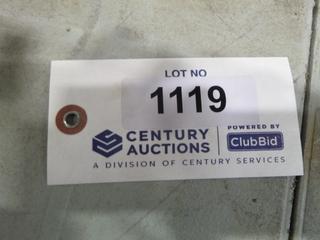 LOT NO
1119
CENTURY
AUCTIONS
POWERED BY
ClubBid
A DIVISION OF CENTURY SERVICES